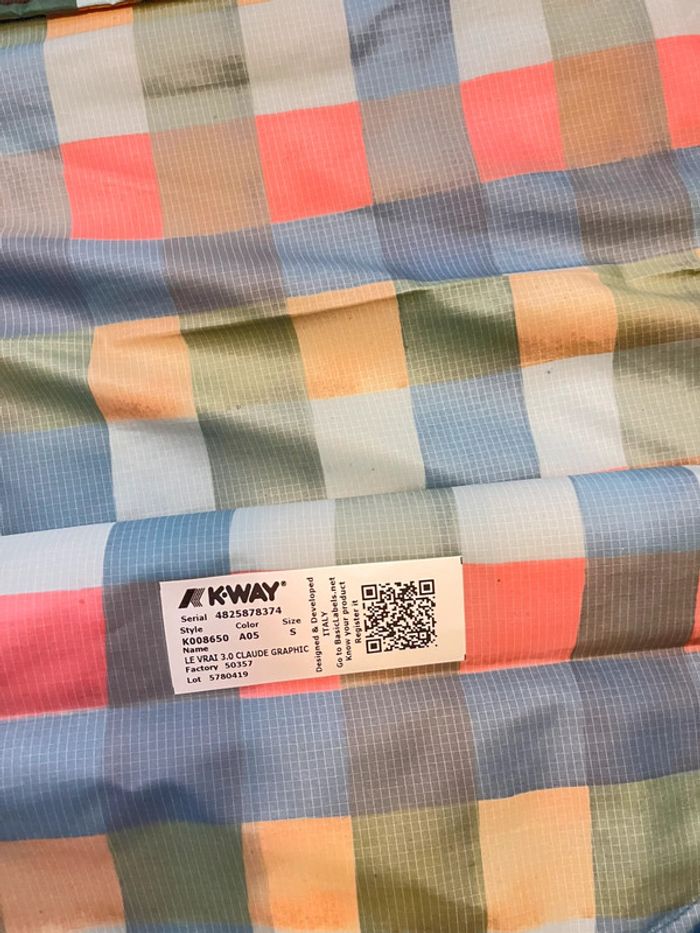 K·WAY®
Serial 4825878374
Style Color Size
K008650 A05 S
Name
LE VRAI 3.0 CLAUDE GRAPHIC
Factory 50357
Lot 5780419
Designed & Developed
ITALY
Go to BasicLabels.net
Know your product
Register it